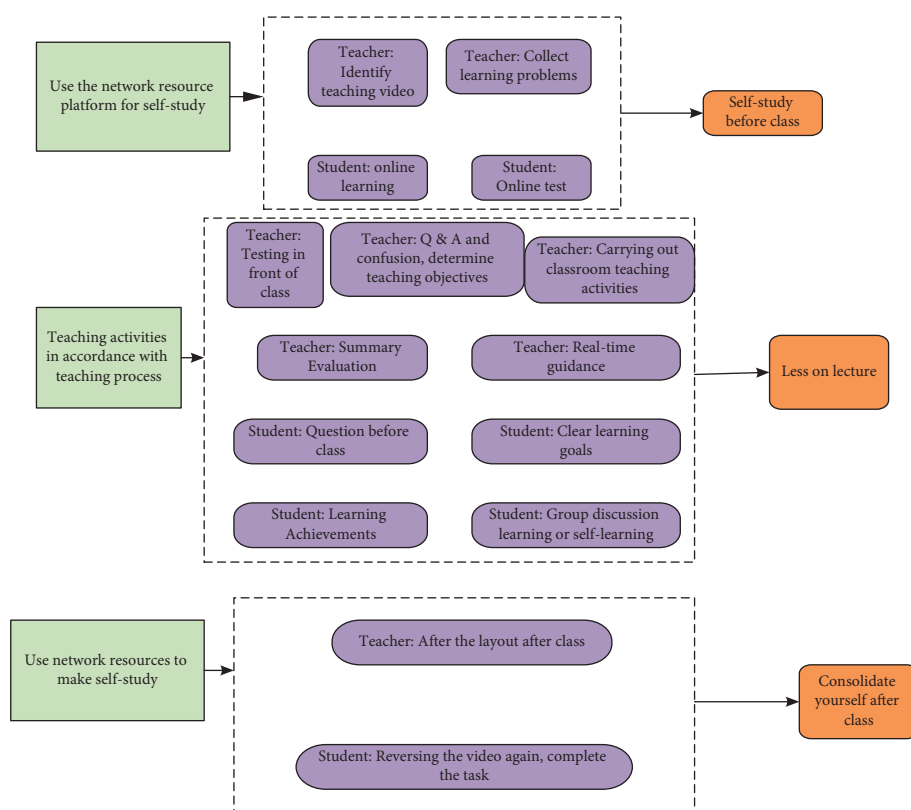 Use the network resource
platform for self-study
Teacher:
Identify
teaching video
Teacher: Collect
learning problems
Student: online
learning
Student:
Online test
Self-study
before class
Teaching activities
in accordance with
teaching process
Teacher:
Testing in
front of
class
Teacher: Q & A and
confusion, determine
teaching objectives
Teacher: Carrying out
classroom teaching
activities
Teacher: Summary
Evaluation
Teacher: Real-time
guidance
Student: Question before
class
Student: Clear learning
goals
Student: Learning
Achievements
Student: Group discussion
learning or self-learning
Less on lecture
Use network resources to
make self-study
Teacher: After the layout after class
Student: Reversing the video again, complete
the task
Consolidate
yourself after
class